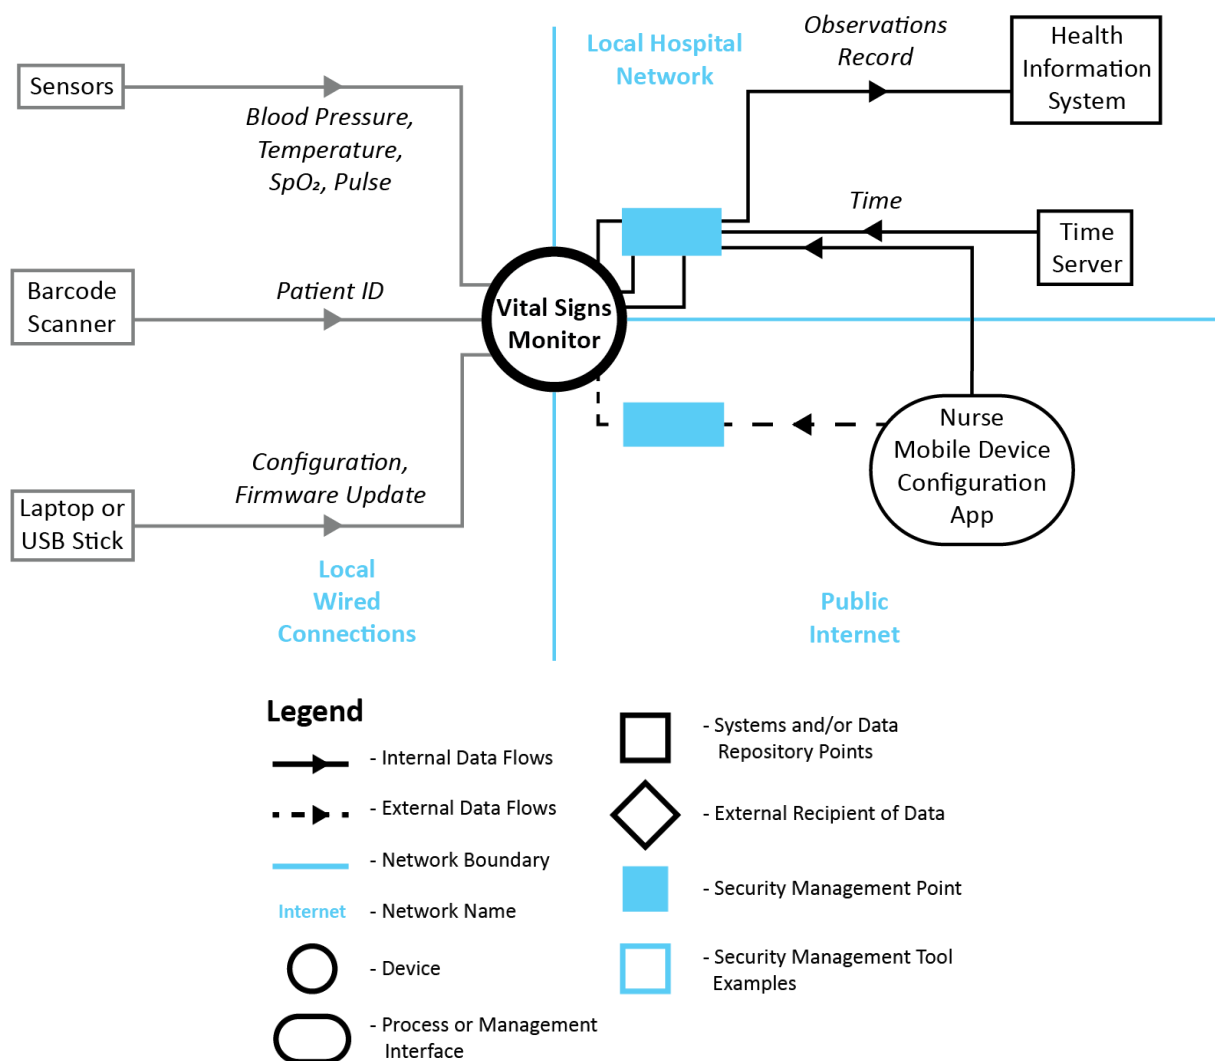 Sensors
Blood Pressure,
Temperature,
SpO₂, Pulse
Local Hospital
Network
Observations
Record
Health
Information
System
Time
Time
Server
Barcode
Scanner
Patient ID
Vital Signs
Monitor
Laptop or
USB Stick
Configuration,
Firmware Update
Nurse
Mobile Device
Configuration
App
Local
Wired
Connections
Public
Internet
Legend
- Internal Data Flows
- External Data Flows
- Network Boundary
Internet - Network Name
- Device
- Process or Management
Interface
- Systems and/or Data
Repository Points
- External Recipient of Data
- Security Management Point
- Security Management Tool
Examples